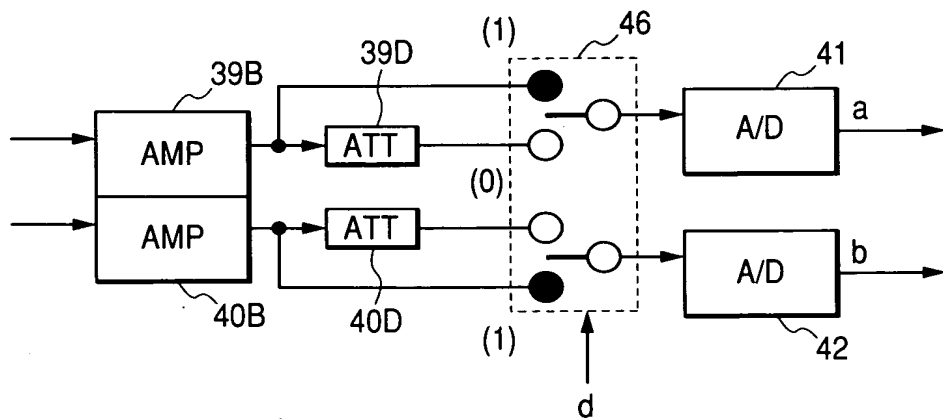 (1)
46
39D
39B
41
AMP
ATT
A/D
a
(0)
AMP
ATT
A/D
b
40B
40D
(1)
42
d